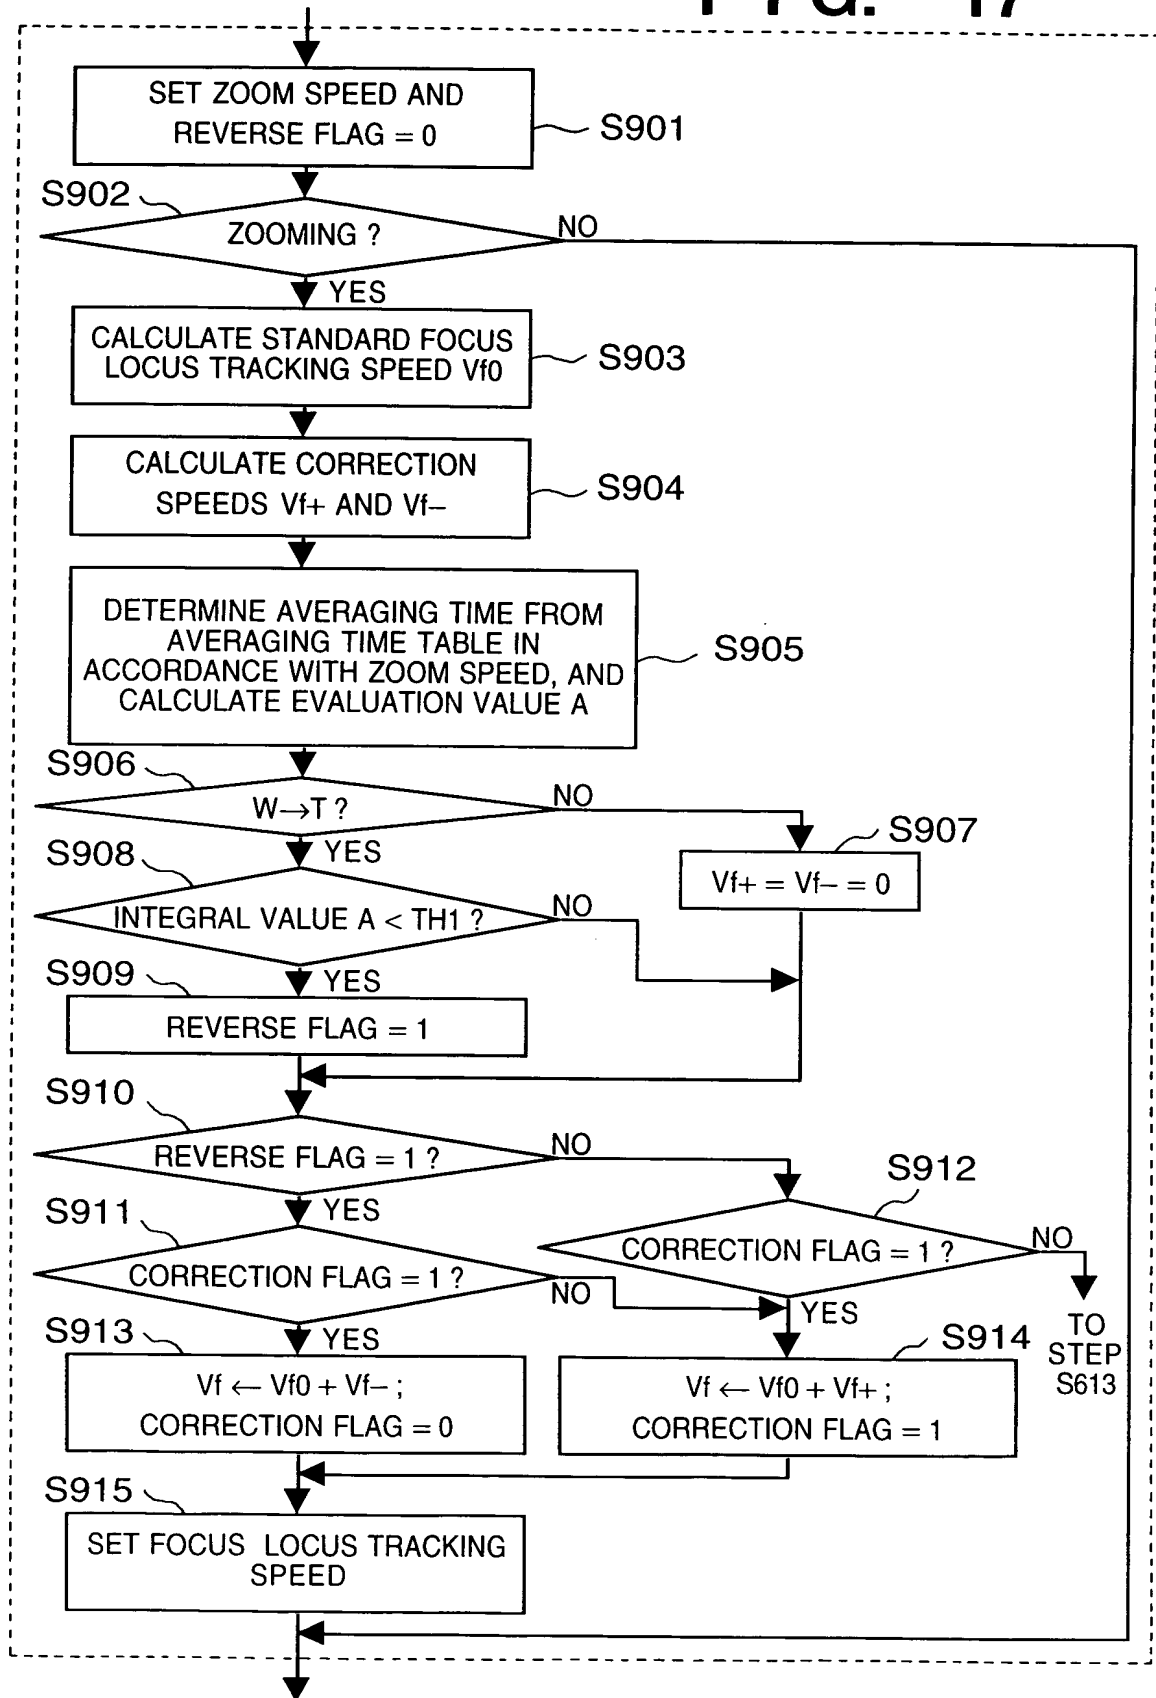 FIG. 17
SET ZOOM SPEED AND
REVERSE FLAG = 0
S901
S902
ZOOMING ?
NO
YES
CALCULATE STANDARD FOCUS
LOCUS TRACKING SPEED Vf0
S903
CALCULATE CORRECTION
SPEEDS Vf+ AND Vf−
S904
DETERMINE AVERAGING TIME FROM
AVERAGING TIME TABLE IN
ACCORDANCE WITH ZOOM SPEED, AND
CALCULATE EVALUATION VALUE A
S905
S906
W→T ?
NO
YES
S907
Vf+ = Vf− = 0
S908
INTEGRAL VALUE A < TH1 ?
NO
YES
S909
REVERSE FLAG = 1
S910
REVERSE FLAG = 1 ?
NO
YES
S911
CORRECTION FLAG = 1 ?
NO
YES
S912
CORRECTION FLAG = 1 ?
NO
YES
TO
STEP
S613
S913
Vf ← Vf0 + Vf− ;
CORRECTION FLAG = 0
S914
Vf ← Vf0 + Vf+ ;
CORRECTION FLAG = 1
S915
SET FOCUS LOCUS TRACKING
SPEED